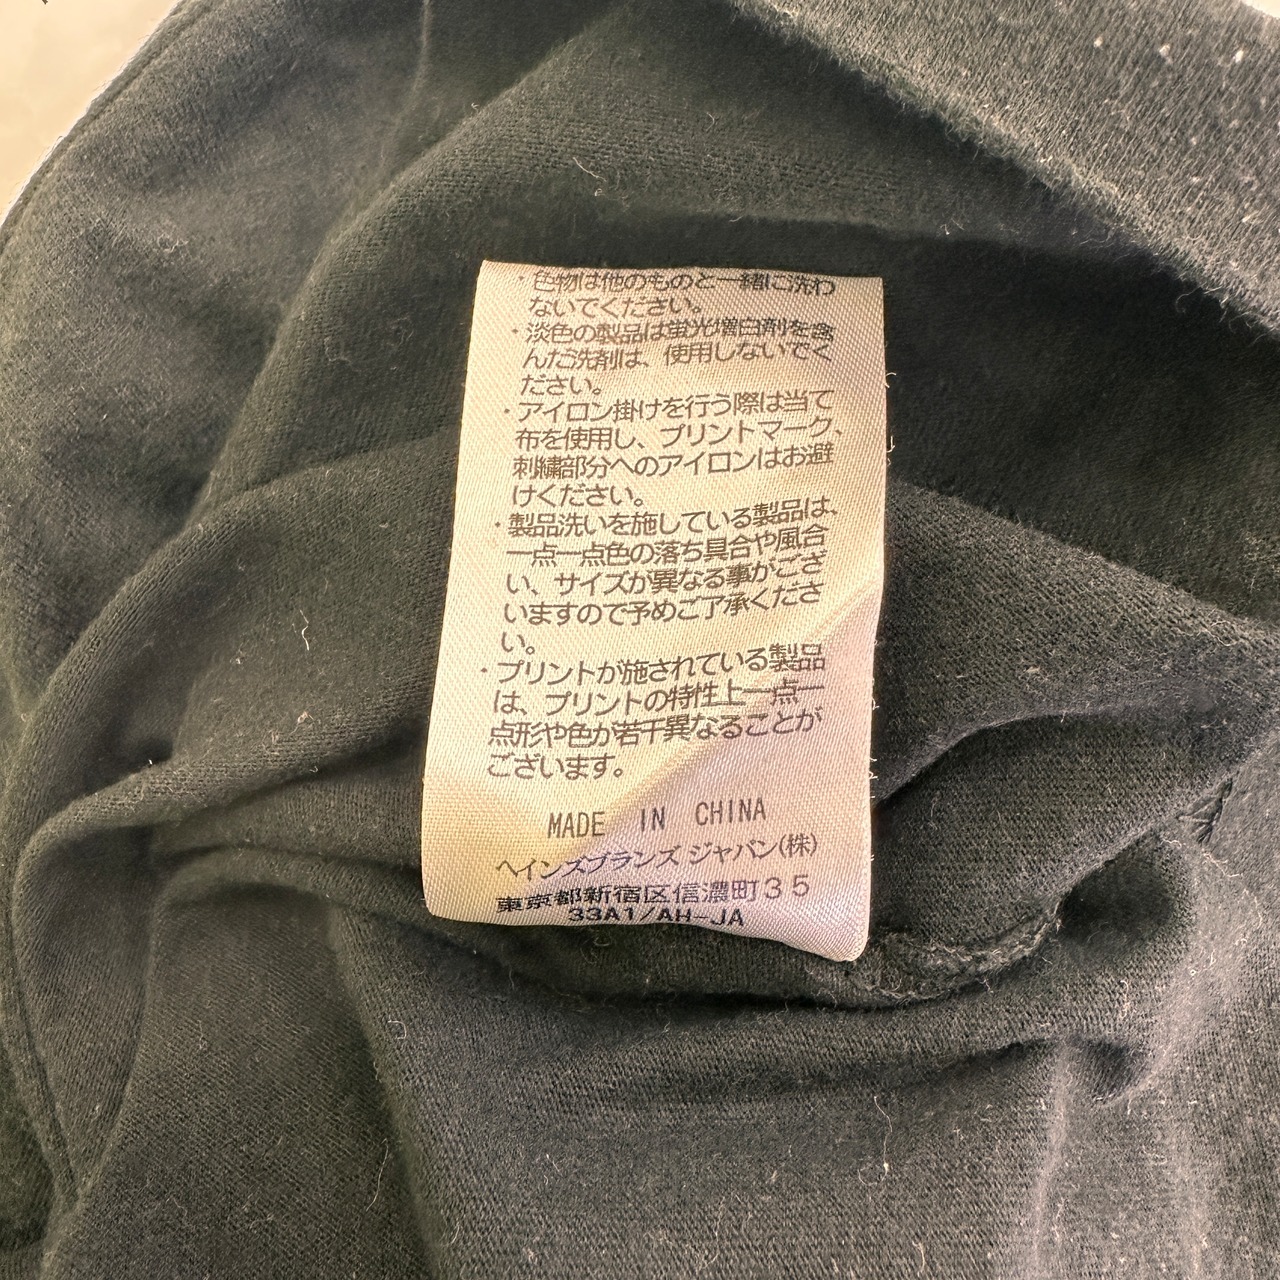 ・色物は他のものと一緒に洗わ
ないでください。
・淡色の製品は蛍光増白剤を含
んだ洗剤は、使用しないでく
ださい。
・アイロン掛けを行う際は当て
布を使用し、プリントマーク、
刺繍部分へのアイロンはお避
けください。
・製品洗いを施している製品は、
一点一点色の落ち具合や風合
い、サイズが異なる事がござ
いますので予めご了承くださ
い。
・プリントが施されている製品
は、プリントの特性上一点一
点形や色が若干異なることが
ございます。
MADE IN CHINA
ヘインズブランズ ジャパン(株)
東京都新宿区信濃町35
33A1/AH-JA